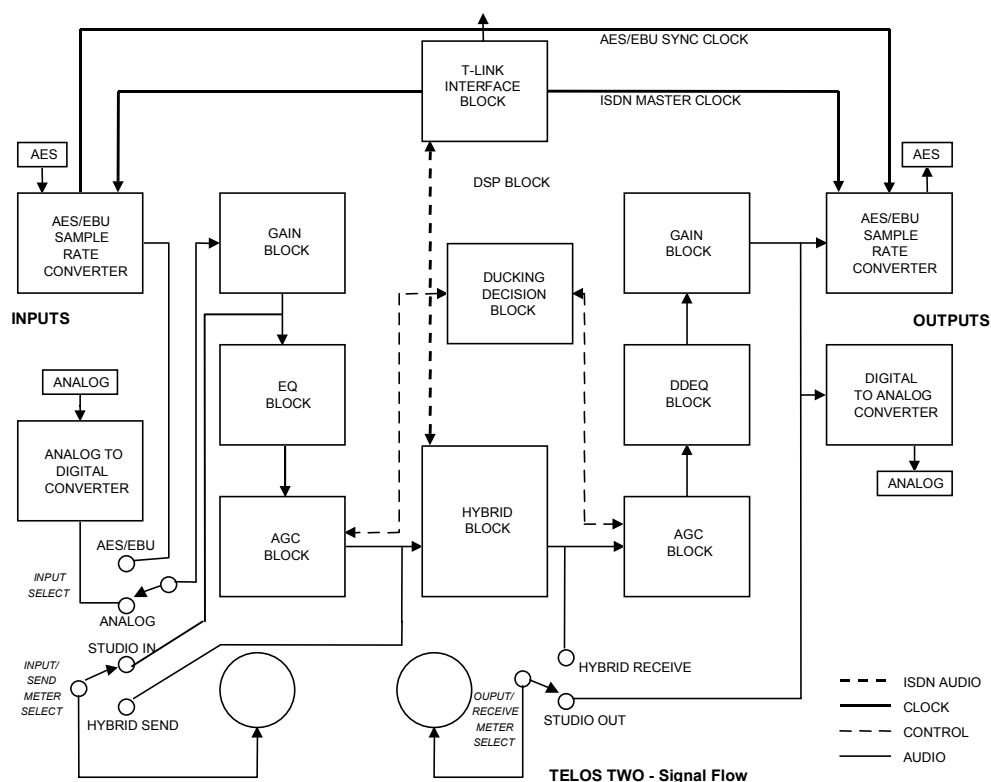 AES/EBU SYNC CLOCK
T-LINK
INTERFACE
BLOCK
ISDN MASTER CLOCK
AES
AES
DSP BLOCK
AES/EBU
SAMPLE
RATE
CONVERTER
GAIN
BLOCK
GAIN
BLOCK
AES/EBU
SAMPLE
RATE
CONVERTER
DUCKING
DECISION
BLOCK
INPUTS
OUTPUTS
ANALOG
EQ
BLOCK
DDEQ
BLOCK
DIGITAL
TO ANALOG
CONVERTER
ANALOG TO
DIGITAL
CONVERTER
ANALOG
AGC
BLOCK
HYBRID
BLOCK
AGC
BLOCK
AES/EBU
INPUT
SELECT
ANALOG
STUDIO IN
INPUT/
SEND
METER
SELECT
HYBRID SEND
HYBRID RECEIVE
OUPUT/
RECEIVE
METER
SELECT
STUDIO OUT
ISDN AUDIO
CLOCK
CONTROL
AUDIO
TELOS TWO - Signal Flow